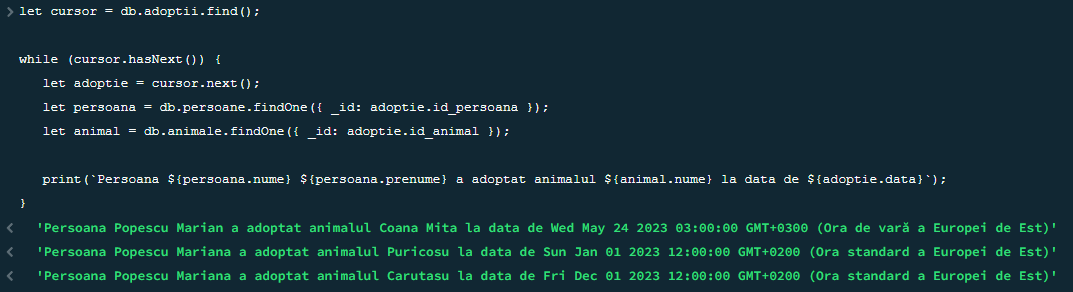 let cursor = db.adoptii.find();
while (cursor.hasNext()) {
let adoptie = cursor.next();
let persoana = db.persoane.findOne({ _id: adoptie.id_persoana });
let animal = db.animale.findOne({ _id: adoptie.id_animal });
print(`Persoana ${persoana.nume} ${persoana.prenume} a adoptat animalul ${animal.nume} la data de ${adoptie.data}`);
}
'Persoana Popescu Marian a adoptat animalul Coana Mita la data de Wed May 24 2023 03:00:00 GMT+0300 (Ora de vară a Europei de Est)'
'Persoana Popescu Mariana a adoptat animalul Puricosu la data de Sun Jan 01 2023 12:00:00 GMT+0200 (Ora standard a Europei de Est)'
'Persoana Popescu Mariana a adoptat animalul Carutasu la data de Fri Dec 01 2023 12:00:00 GMT+0200 (Ora standard a Europei de Est)'